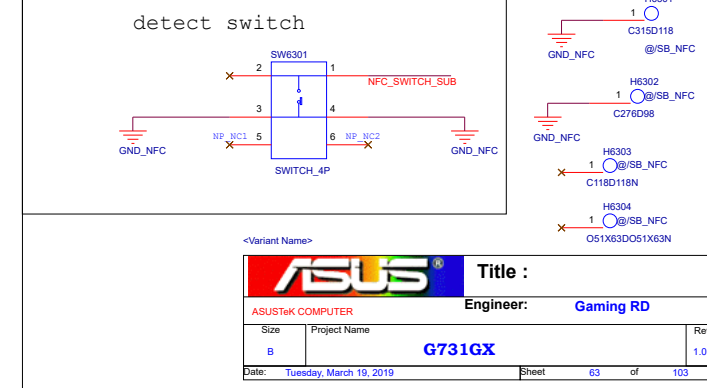 detect switch
SW6301
2
1
NFC_SWITCH_SUB
3
4
GND_NFC
GND_NFC
NP_NC1
5
6
NP_NC2
SWITCH_4P
1
C315D118
@/SB_NFC
GND_NFC
H6302
1
@/SB_NFC
C276D98
GND_NFC
H6303
1
@/SB_NFC
C118D118N
H6304
1
@/SB_NFC
O51X63DO51X63N
<Variant Name>
ASUS®
Title :
ASUSTeK COMPUTER
Engineer:
Gaming RD
Size
Project Name
B
G731GX
1.0
Date:
Tuesday, March 19, 2019
Sheet
63
of
103